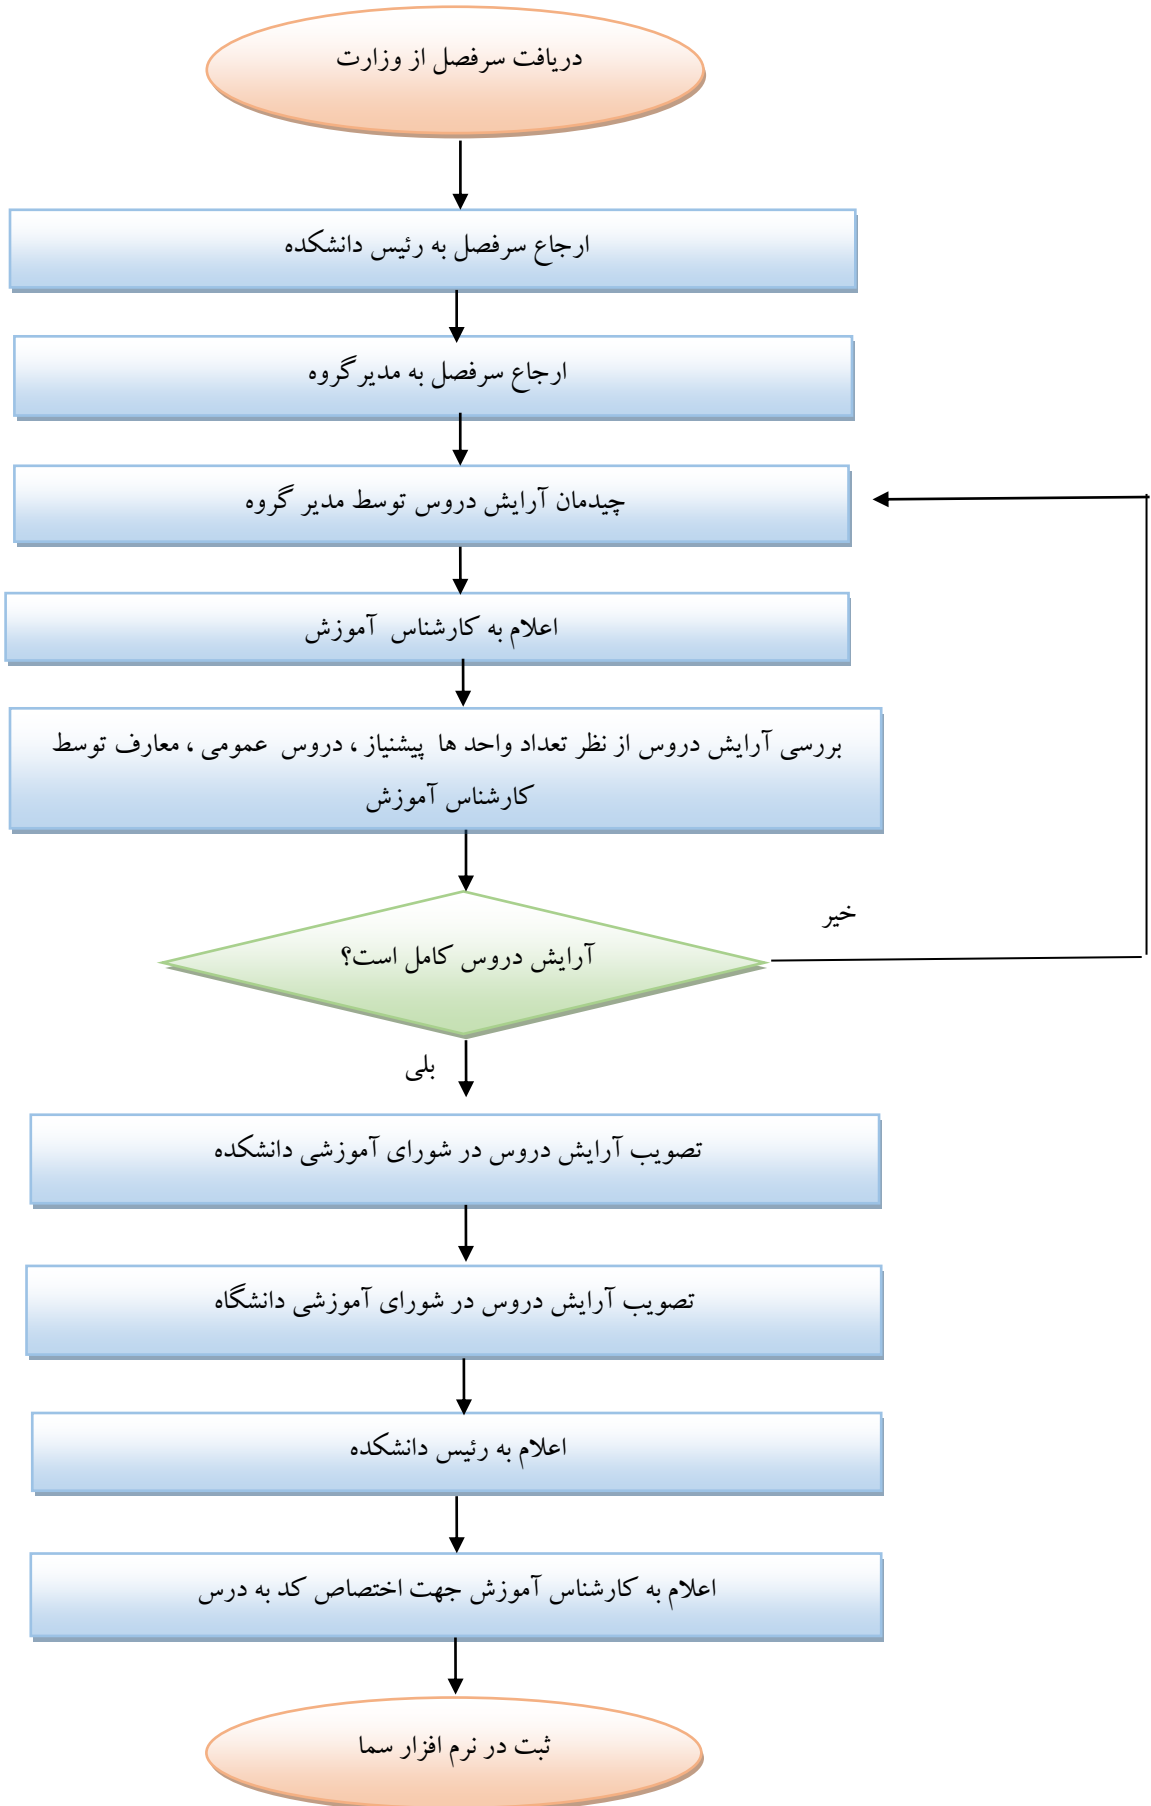 دریافت سرفصل از وزارت
ارجاع سرفصل به رئیس دانشکده
ارجاع سرفصل به مدیر گروه
چیدمان آرایش دروس توسط مدیر گروه
اعلام به کارشناس آموزش
بررسی آرایش دروس از نظر تعداد واحد ها پیشنیاز ، دروس عمومی ، معارف توسط
کارشناس آموزش
خیر
آرایش دروس کامل است؟
بلی
تصویب آرایش دروس در شورای آموزشی دانشکده
تصویب آرایش دروس در شورای آموزشی دانشگاه
اعلام به رئیس دانشکده
اعلام به کارشناس آموزش جهت اختصاص کد به درس
ثبت در نرم افزار سما